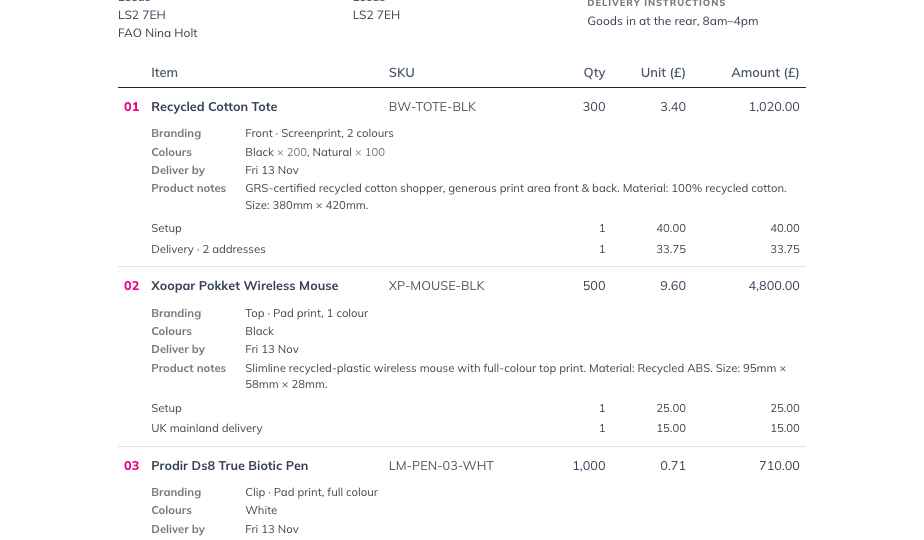 LS2 7EH
FAO Nina Holt
LS2 7EH
DELIVERY INSTRUCTIONS
Goods in at the rear, 8am–4pm
Item SKU Qty Unit (£) Amount (£)
01 Recycled Cotton Tote BW-TOTE-BLK 300 3.40 1,020.00
Branding Front · Screenprint, 2 colours
Colours Black × 200, Natural × 100
Deliver by Fri 13 Nov
Product notes GRS-certified recycled cotton shopper, generous print area front & back. Material: 100% recycled cotton.
Size: 380mm × 420mm.
Setup 1 40.00 40.00
Delivery · 2 addresses 1 33.75 33.75
02 Xoopar Pokket Wireless Mouse XP-MOUSE-BLK 500 9.60 4,800.00
Branding Top · Pad print, 1 colour
Colours Black
Deliver by Fri 13 Nov
Product notes Slimline recycled-plastic wireless mouse with full-colour top print. Material: Recycled ABS. Size: 95mm ×
58mm × 28mm.
Setup 1 25.00 25.00
UK mainland delivery 1 15.00 15.00
03 Prodir Ds8 True Biotic Pen LM-PEN-03-WHT 1,000 0.71 710.00
Branding Clip · Pad print, full colour
Colours White
Deliver by Fri 13 Nov